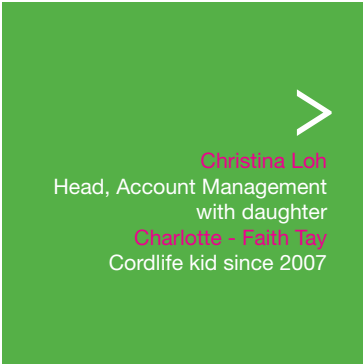 Christina Loh
Head, Account Management
with daughter
Charlotte - Faith Tay
Cordlife kid since 2007